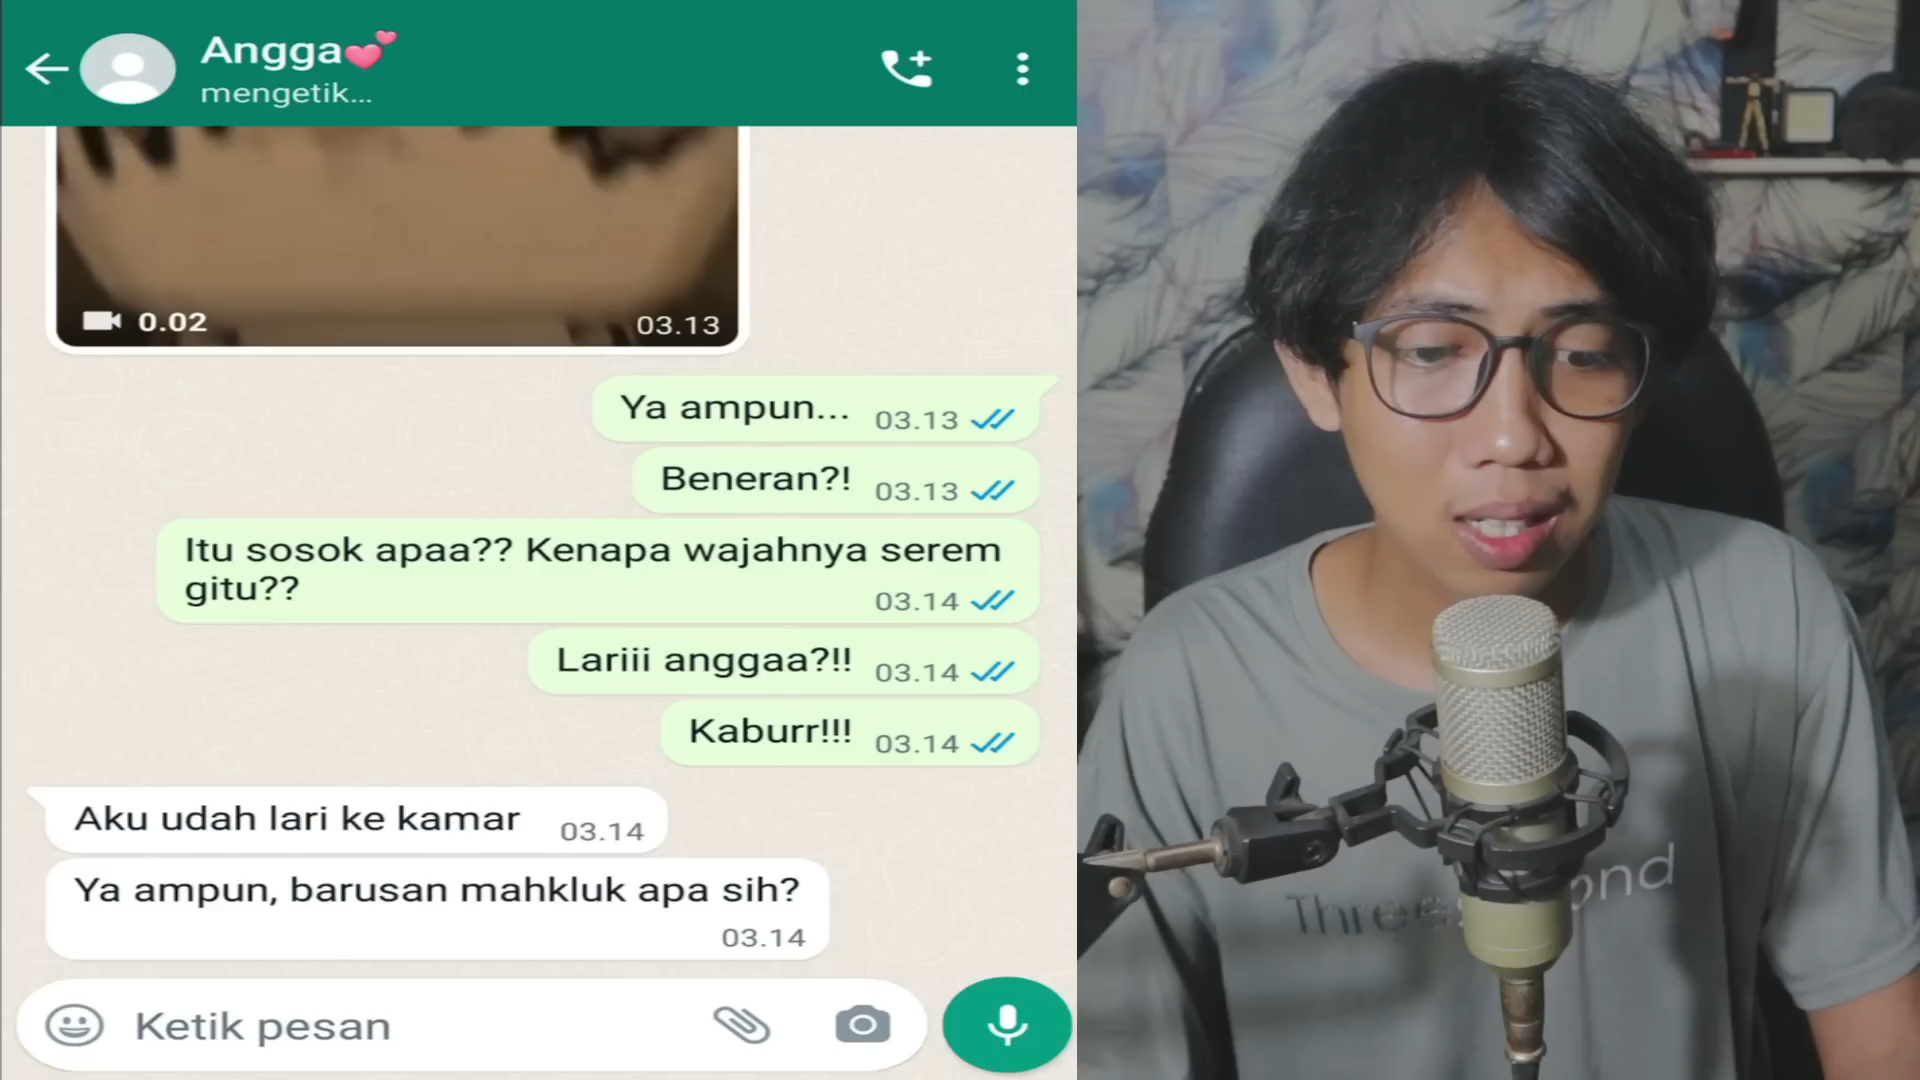 Angga💕
mengetik...
0.02
03.13
Ya ampun... 03.13
Beneran?! 03.13
Itu sosok apaa?? Kenapa wajahnya serem
gitu?? 03.14
Lariii anggaa?!! 03.14
Kaburr!!! 03.14
Aku udah lari ke kamar 03.14
Ya ampun, barusan mahkluk apa sih?
03.14
Ketik pesan